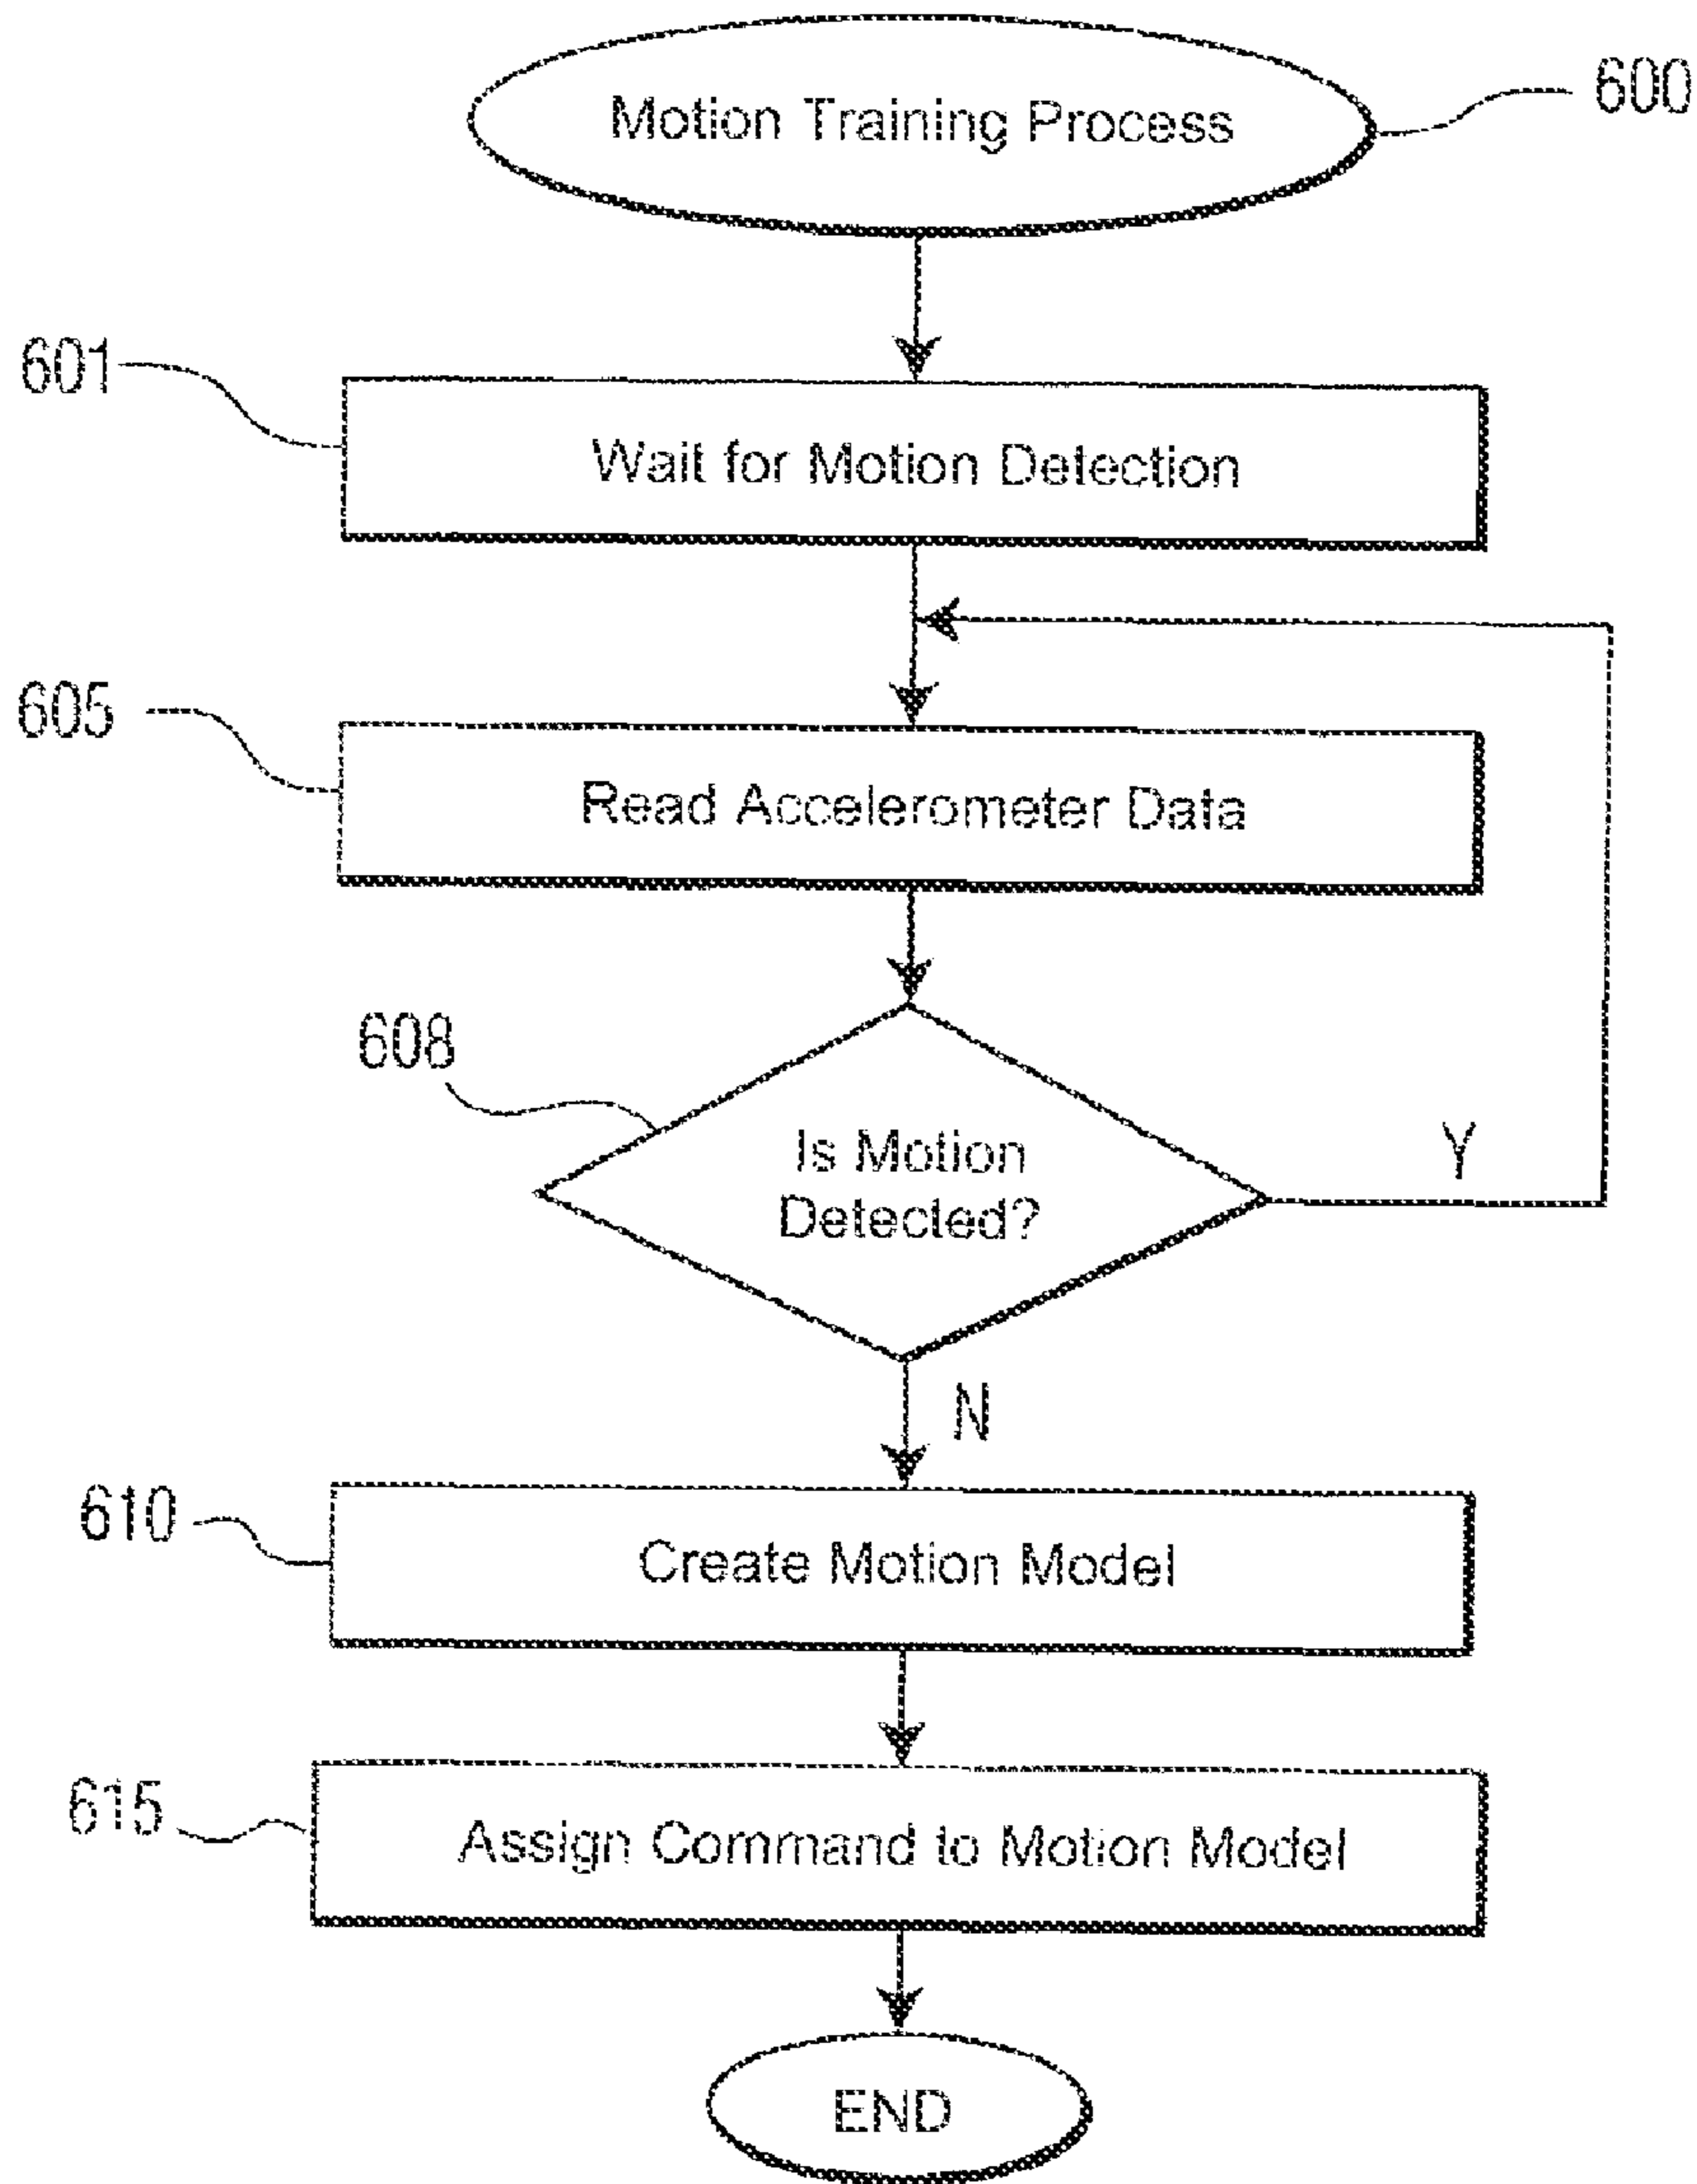 Motion Training Process
600
601
Wait for Motion Detection
605
Read Accelerometer Data
608
Is Motion
Detected?
Y
N
610
Create Motion Model
615
Assign Command to Motion Model
END